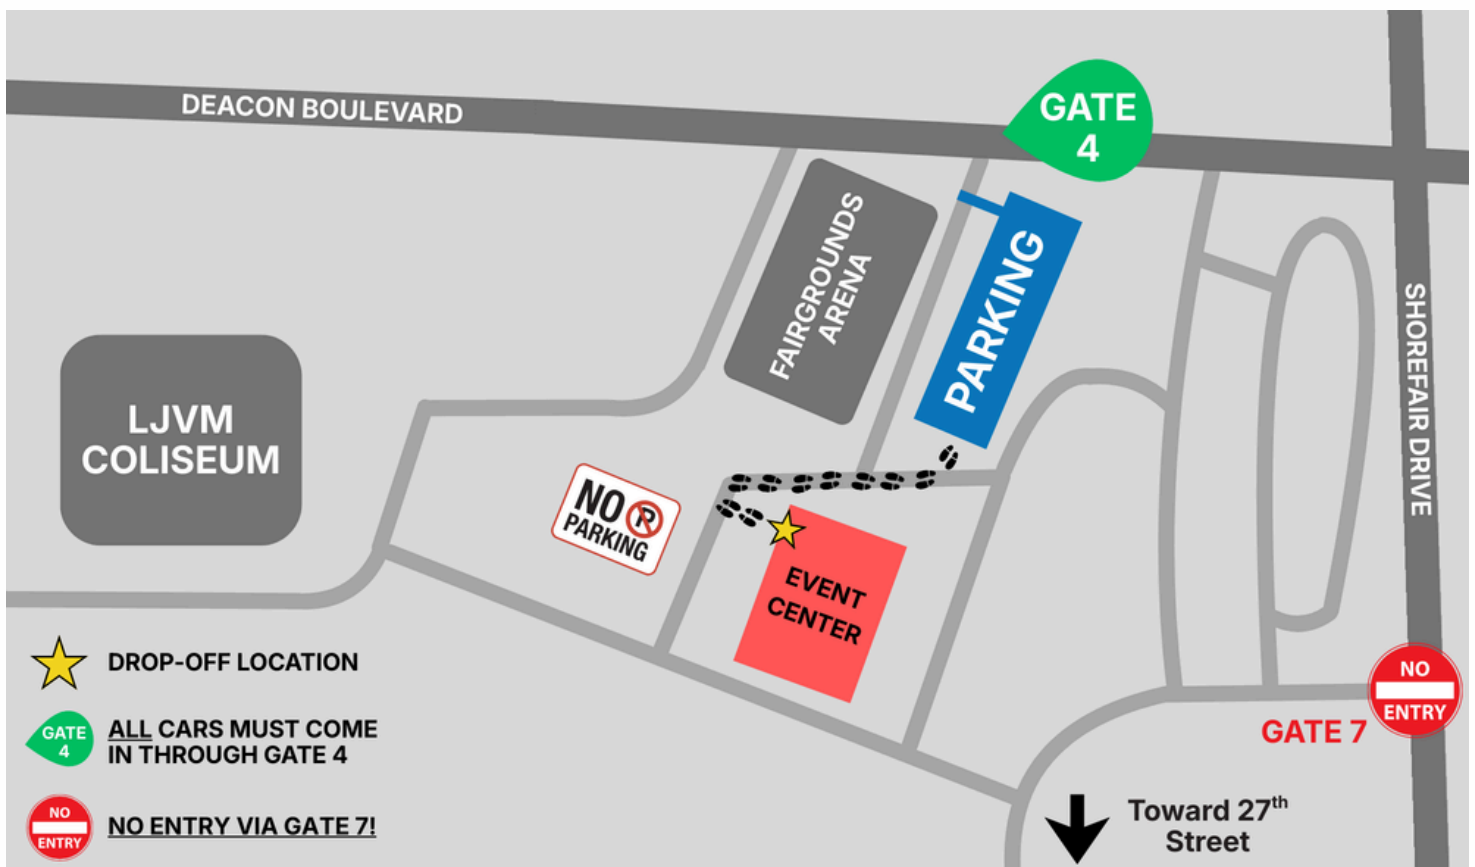 DEACON BOULEVARD
GATE
4
FAIRGROUNDS
ARENA
PARKING
SHOREFAIR DRIVE
LJVM
COLISEUM
NO P
PARKING
EVENT
CENTER
DROP-OFF LOCATION
GATE
4
ALL CARS MUST COME
IN THROUGH GATE 4
NO
ENTRY
NO ENTRY VIA GATE 7!
NO
ENTRY
GATE 7
Toward 27th
Street